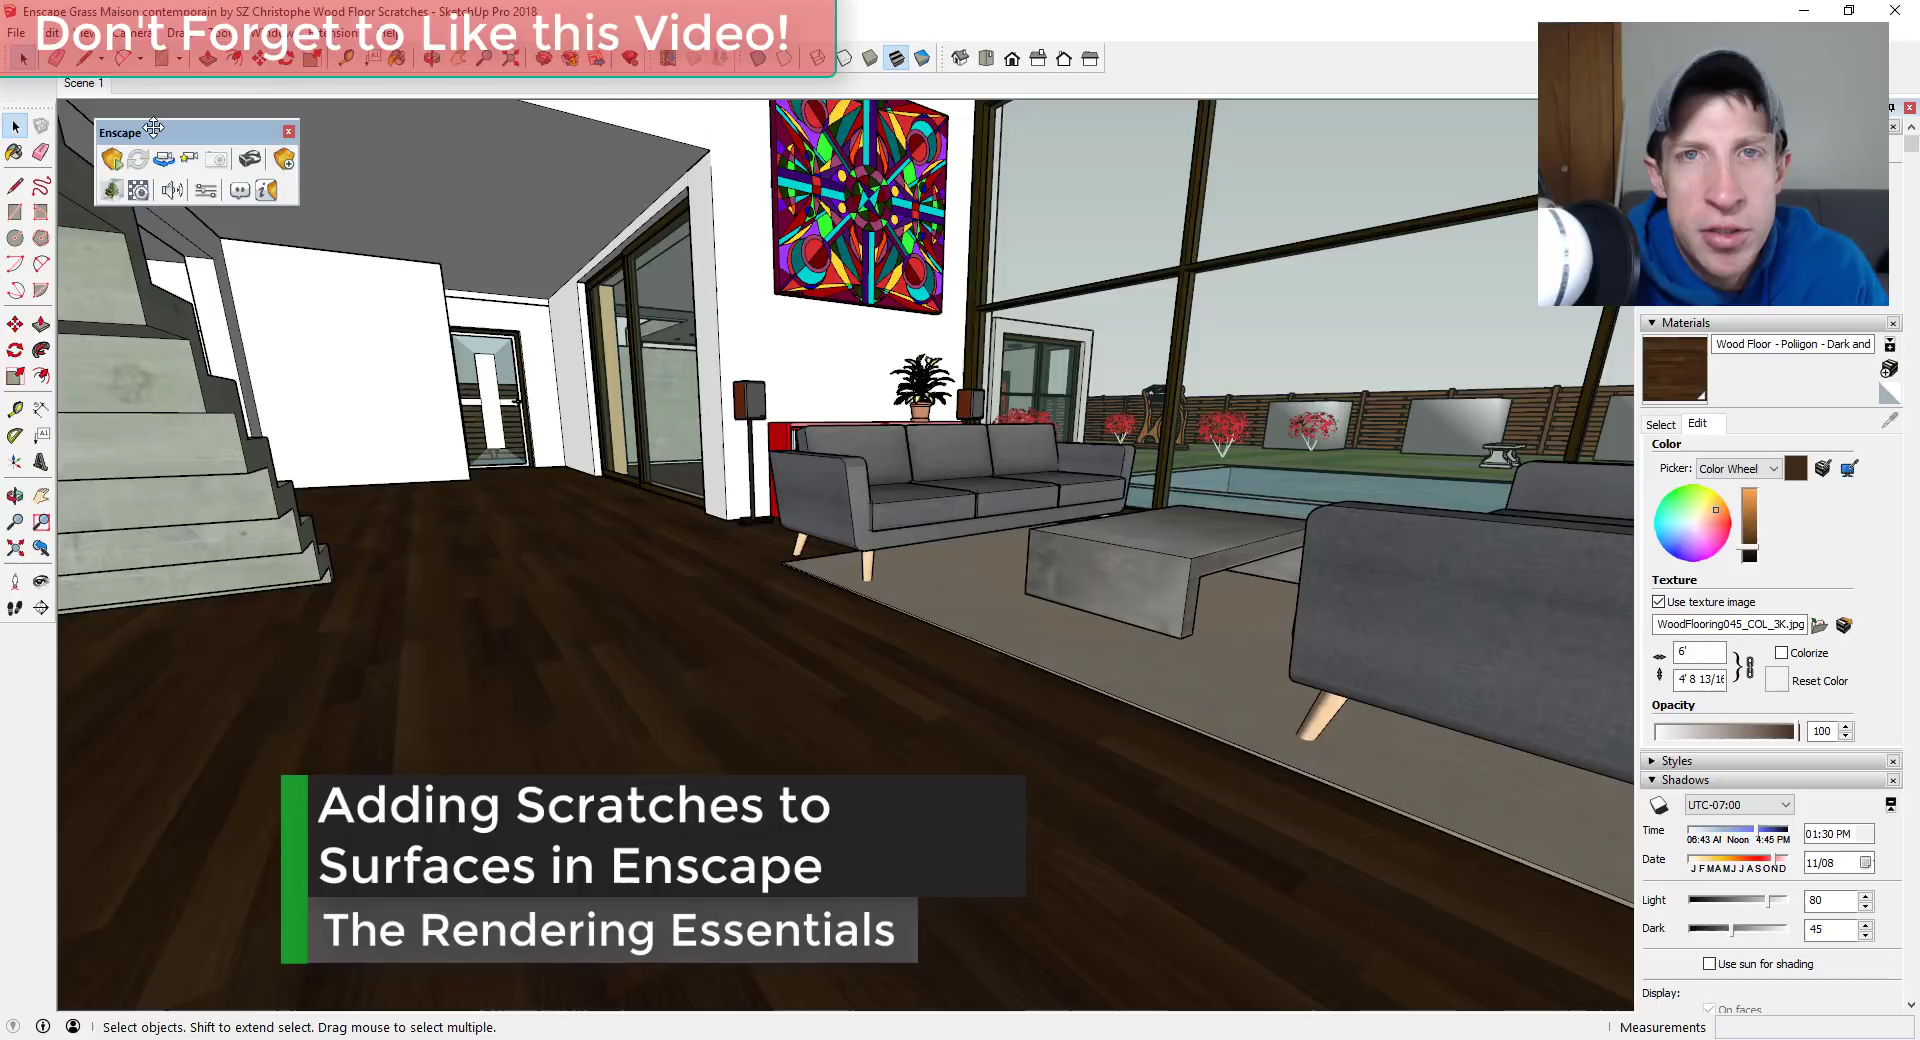 Enscape Grass Maison contemporain by SZ Christophe Wood Floor Scratches - SketchUp Pro 2018
Don't Forget to Like this Video!
File
Scene 1
Enscape
Materials
Wood Floor - Poliigon - Dark and
Select
Edit
Color
Picker:
Color Wheel
Texture
Use texture image
WoodFlooring045_COL_3K.jpg
6'
Colorize
4' 8 13/16
Reset Color
Opacity
100
Styles
Shadows
UTC-07:00
Time
06:43 AM Noon 4:45 PM
01:30 PM
Date
J F M A M J J A S O N D
11/08
Light
80
Dark
45
Use sun for shading
Display:
On faces
Adding Scratches to
Surfaces in Enscape
The Rendering Essentials
Select objects. Shift to extend select. Drag mouse to select multiple.
Measurements